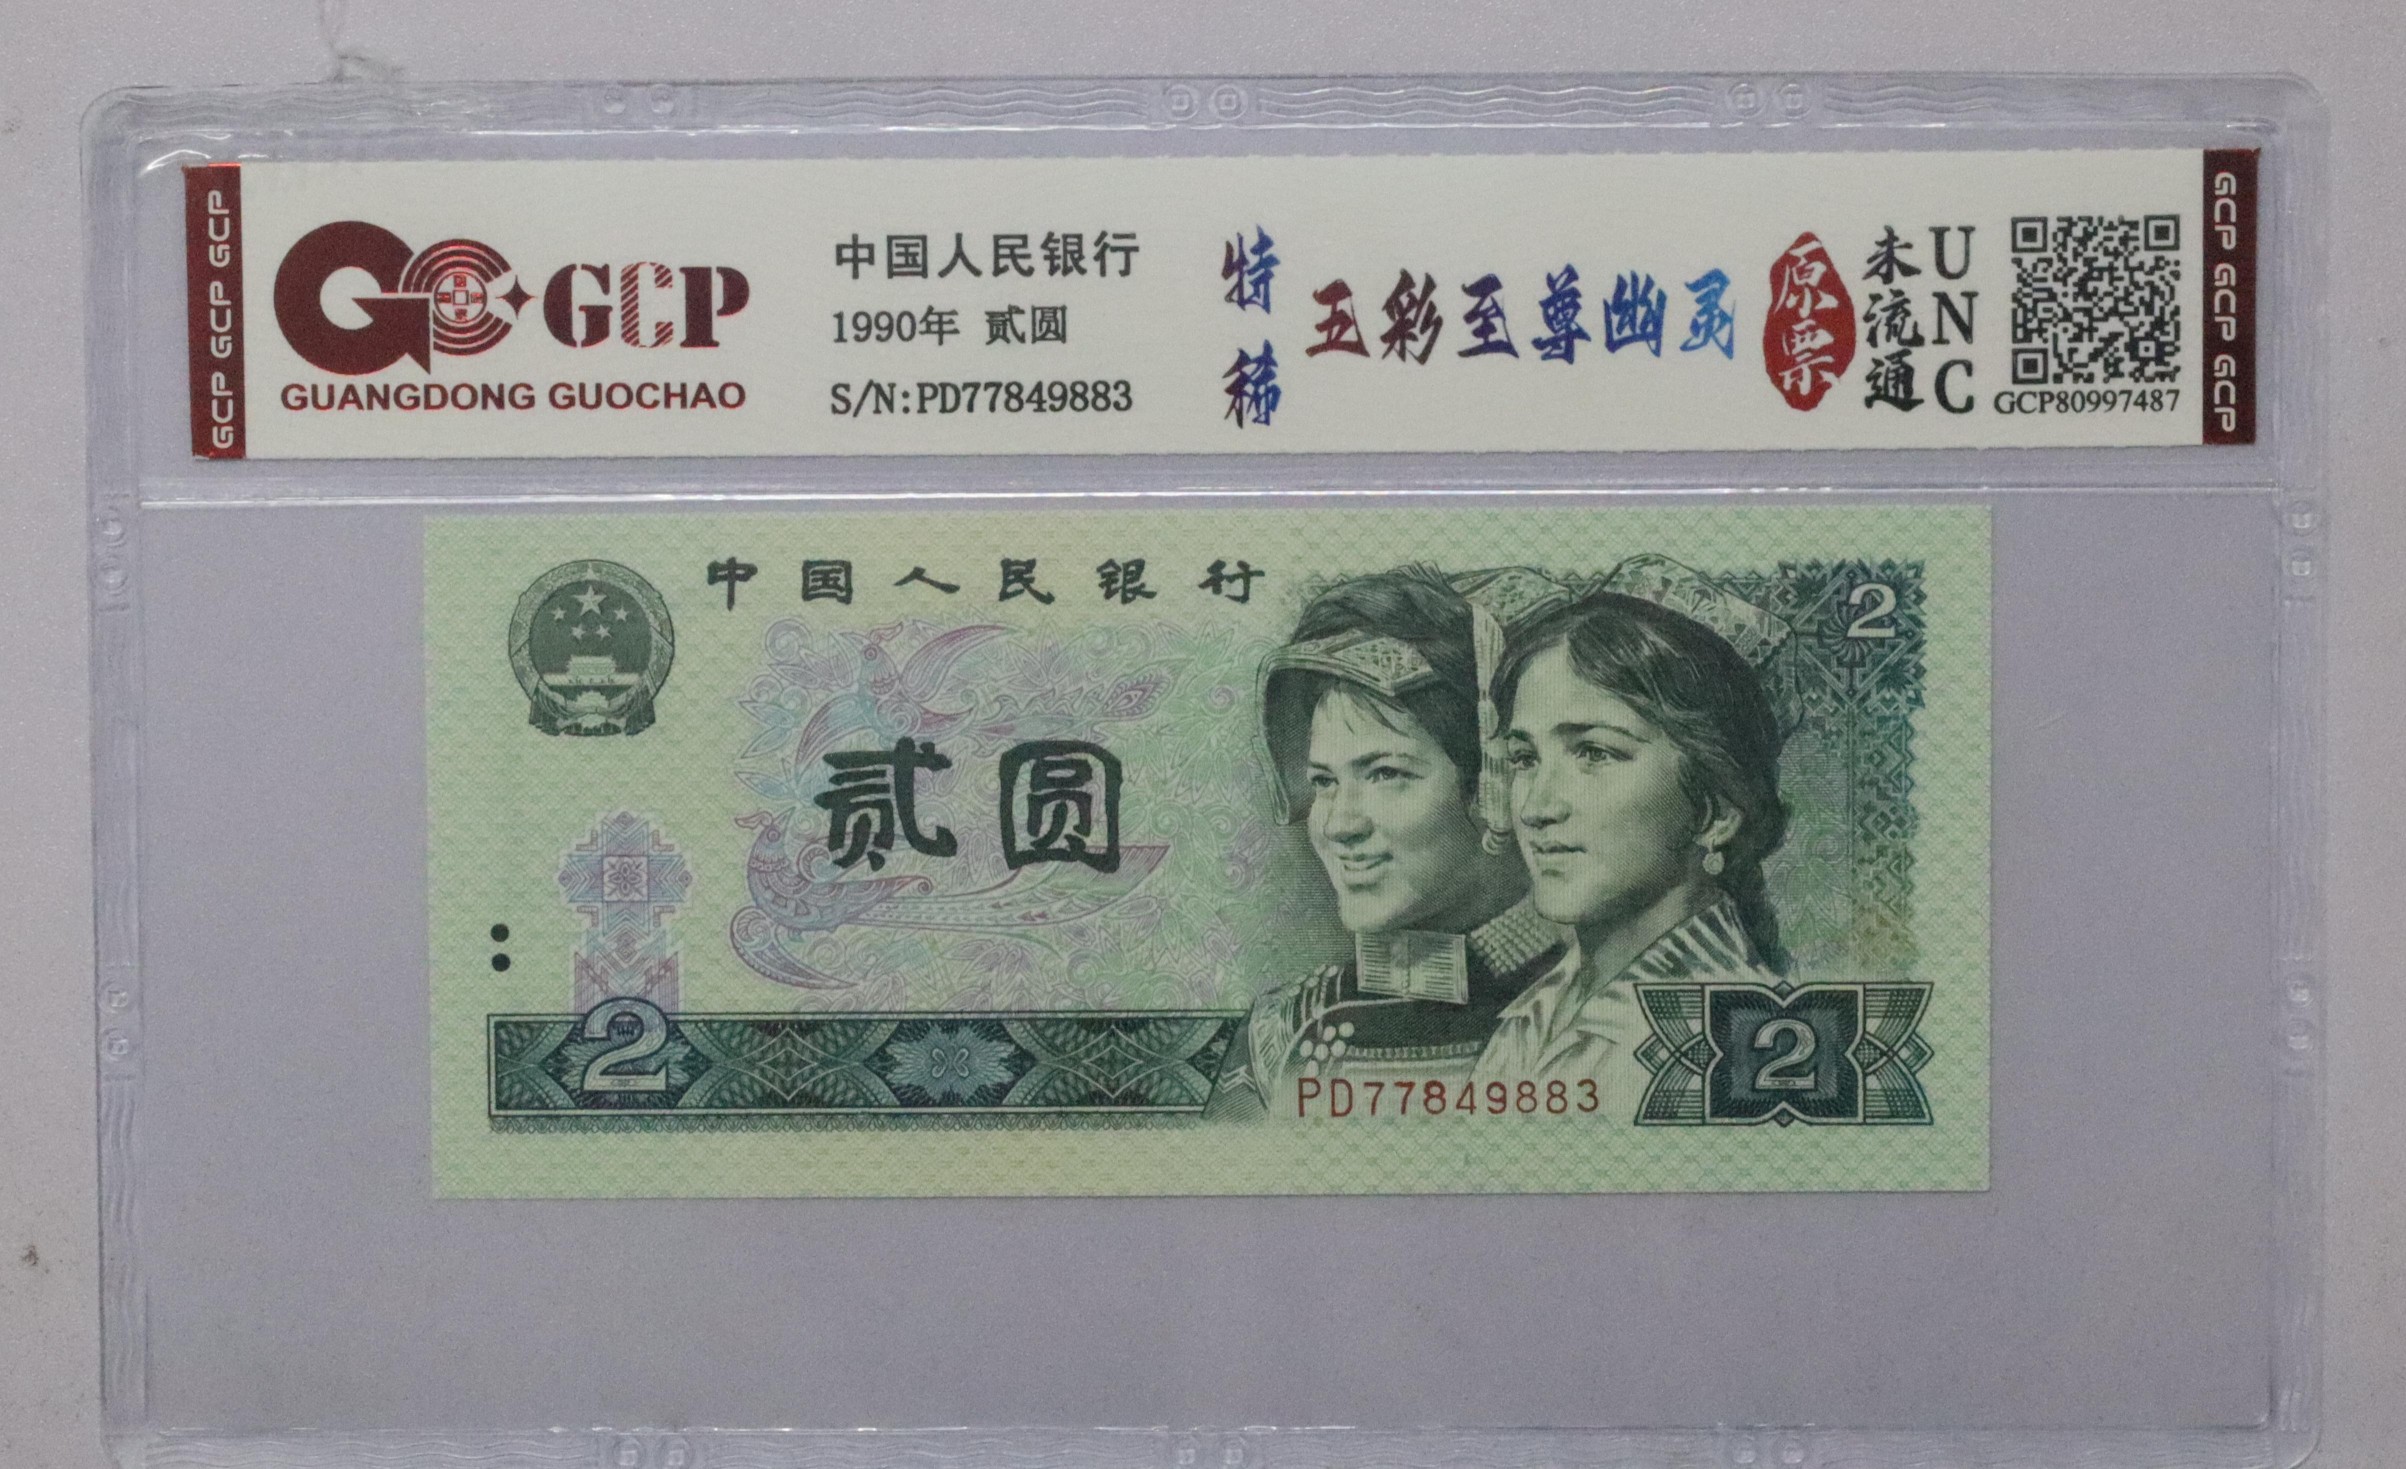 GCP GCP GCP
GCP
GUANGDONG GUOCHAO
中国人民银行
1990年 贰圆
S/N:PD77849883
特稀
五彩至尊幽灵
原票
未流通
UNC
GCP80997487
GCP GCP GCP
中国人民银行
2
贰圆
2
PD77849883
2